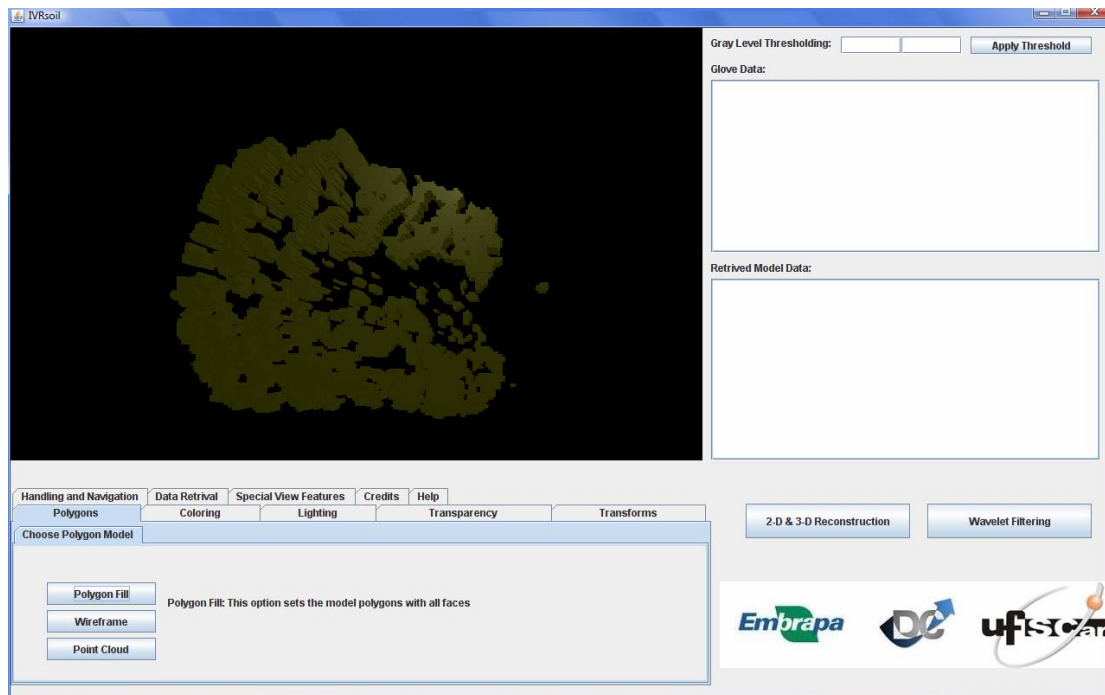 IVRsoil
Gray Level Thresholding:
Apply Threshold
Glove Data:
Retrived Model Data:
Handling and Navigation
Data Retrival
Special View Features
Credits
Help
Polygons
Coloring
Lighting
Transparency
Transforms
Choose Polygon Model
Polygon Fill
Polygon Fill: This option sets the model polygons with all faces
Wireframe
Point Cloud
2-D & 3-D Reconstruction
Wavelet Filtering
Embrapa
DC
ufscar